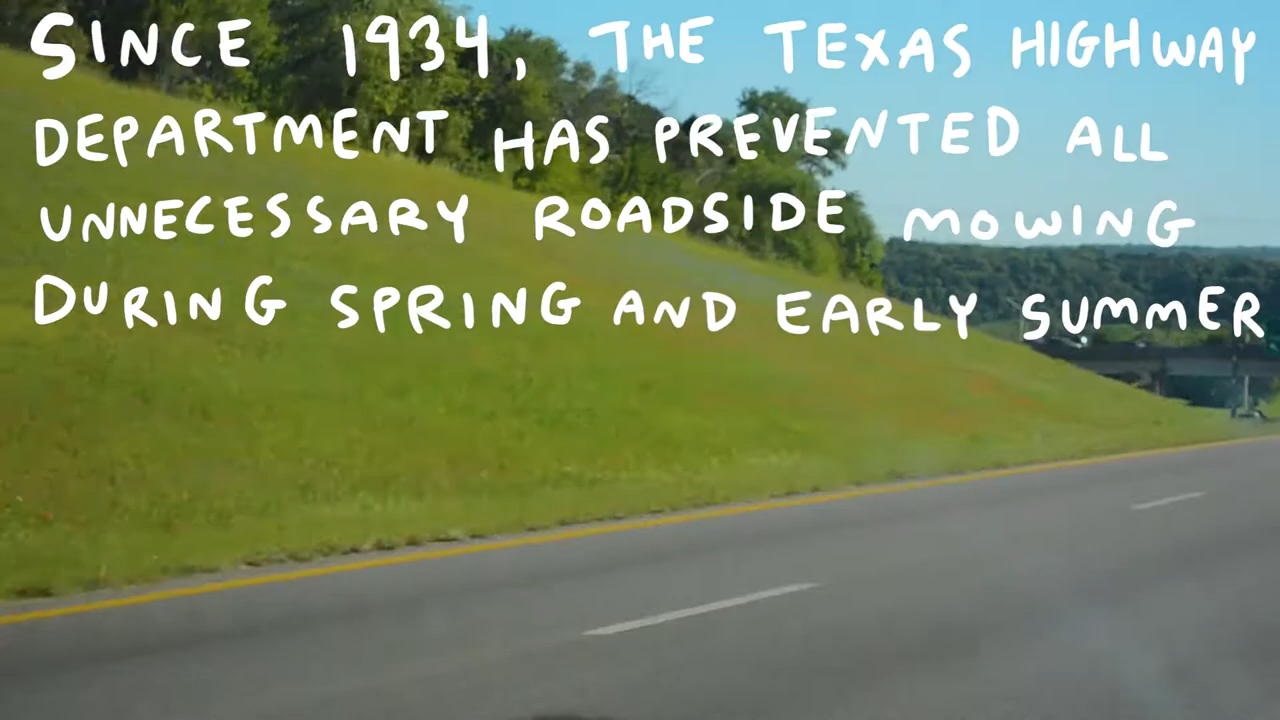 SINCE 1934, THE TEXAS HIGHWAY
DEPARTMENT HAS PREVENTED ALL
UNNECESSARY ROADSIDE MOWING
DURING SPRING AND EARLY SUMMER